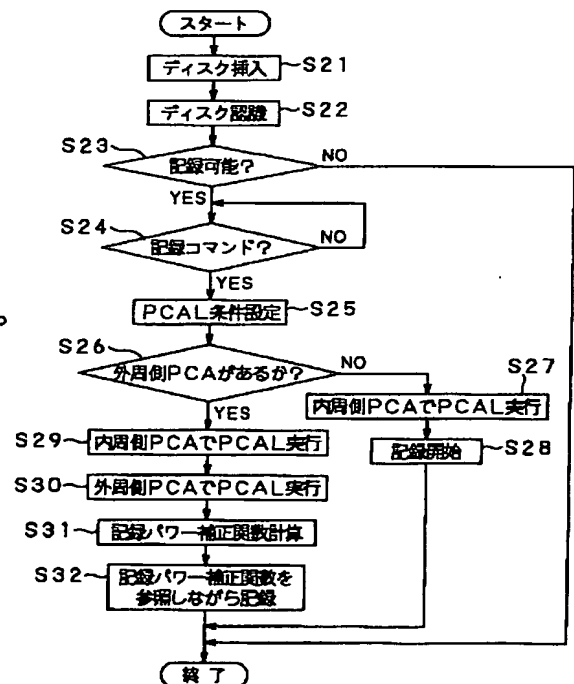 スタート
ディスク挿入
S21
ディスク認識
S22
S23
記録可能?
NO
YES
S24
記録コマンド?
NO
YES
PCAL条件設定
S25
S26
外周側PCAがあるか?
NO
S27
YES
内周側PCAでPCAL実行
S29
内周側PCAでPCAL実行
記録開始
S28
S30
外周側PCAでPCAL実行
S31
記録パワー補正関数計算
S32
記録パワー補正関数を
参照しながら記録
終了